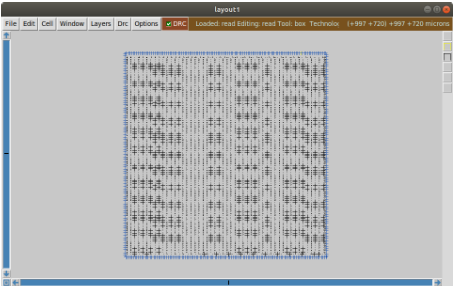 layout1
File Edit Cell Window Layers Drc Options DRC Loaded: read Editing: read Tool: box Technolo (+997 +720) +997 +720 microns